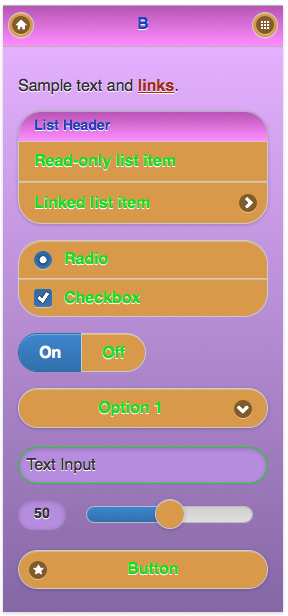 B
Sample text and links.
List Header
Read-only list item
Linked list item
Radio
Checkbox
On Off
Option 1
Text Input
50
Button